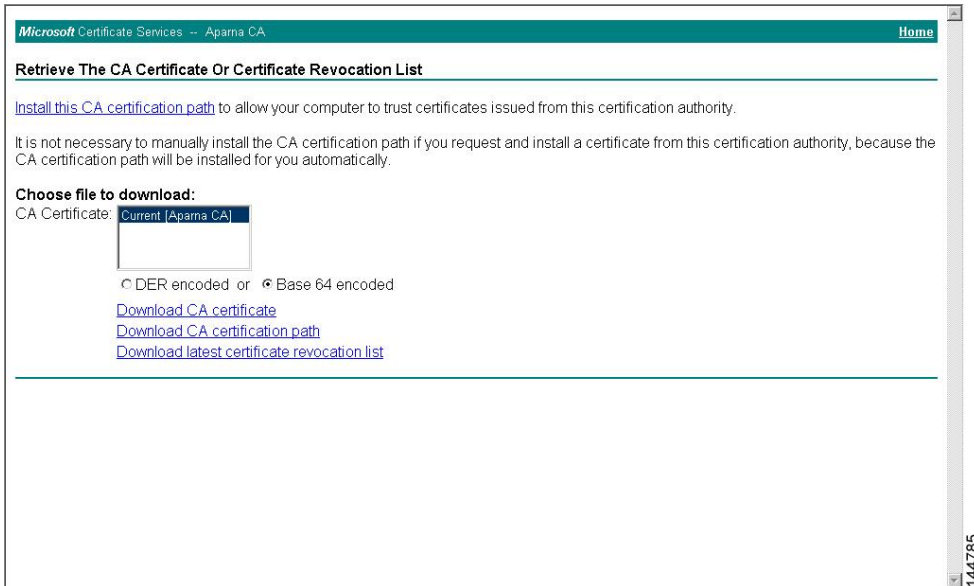 Microsoft Certificate Services -- Aparna CA Home
Retrieve The CA Certificate Or Certificate Revocation List
Install this CA certification path to allow your computer to trust certificates issued from this certification authority.
It is not necessary to manually install the CA certification path if you request and install a certificate from this certification authority, because the
CA certification path will be installed for you automatically.
Choose file to download:
CA Certificate: Current [Aparna CA]
DER encoded or Base 64 encoded
Download CA certificate
Download CA certification path
Download latest certificate revocation list
144785